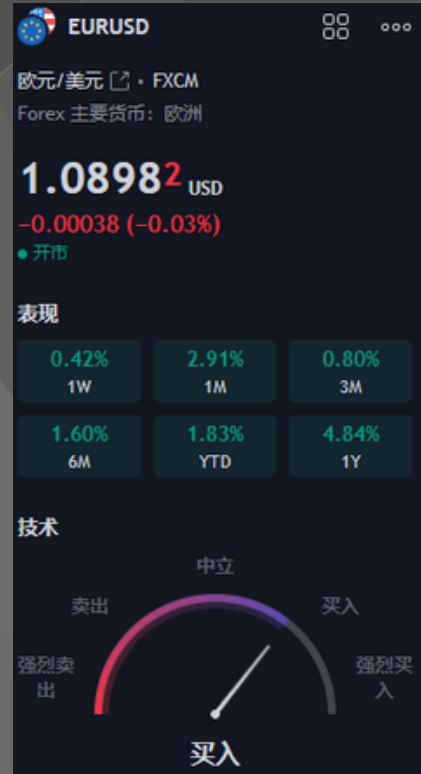 EURUSD
欧元/美元 • FXCM
Forex 主要货币：欧洲
1.08982 USD
−0.00038 (−0.03%)
开市
表现
0.42% 2.91% 0.80%
1W 1M 3M
1.60% 1.83% 4.84%
6M YTD 1Y
技术
中立
卖出 买入
强烈卖出 强烈买入
买入